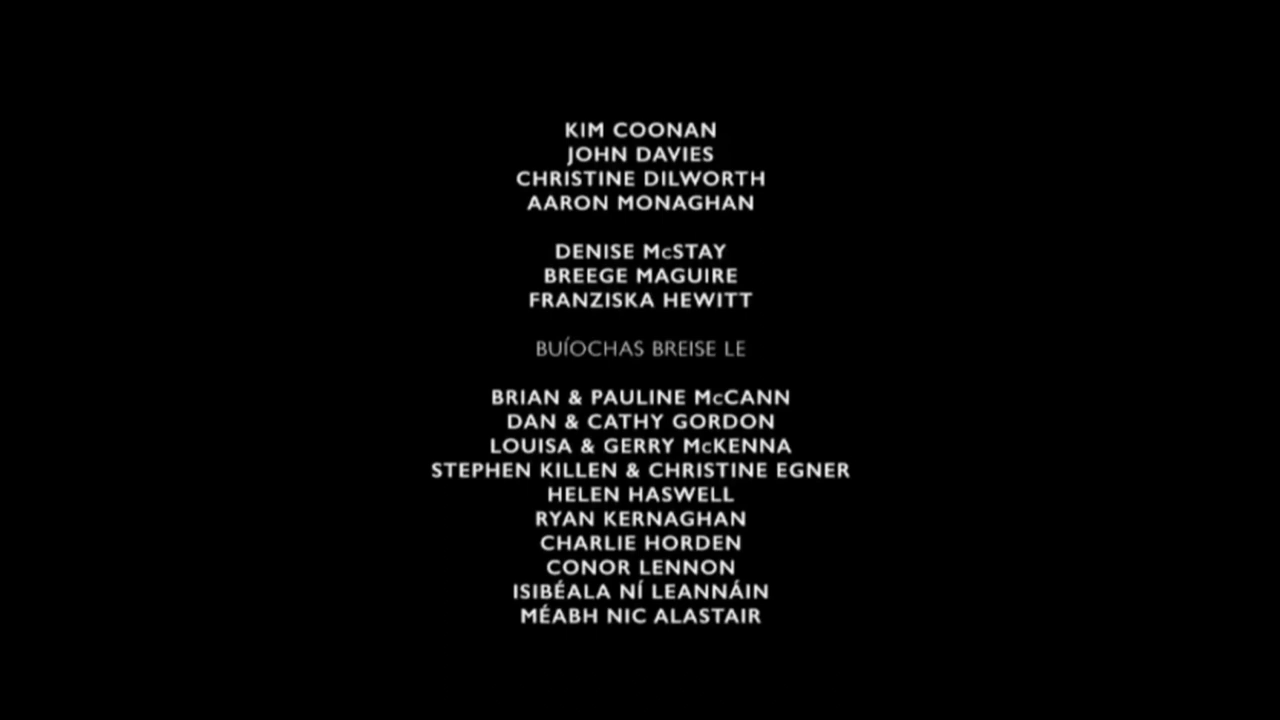 KIM COONAN
JOHN DAVIES
CHRISTINE DILWORTH
AARON MONAGHAN
DENISE McSTAY
BREEGE MAGUIRE
FRANZISKA HEWITT
BUÍOCHAS BREISE LE
BRIAN & PAULINE McCANN
DAN & CATHY GORDON
LOUISA & GERRY McKENNA
STEPHEN KILLEN & CHRISTINE EGNER
HELEN HASWELL
RYAN KERNAGHAN
CHARLIE HORDEN
CONOR LENNON
ISIBÉALA NÍ LEANNÁIN
MÉABH NIC ALASTAIR